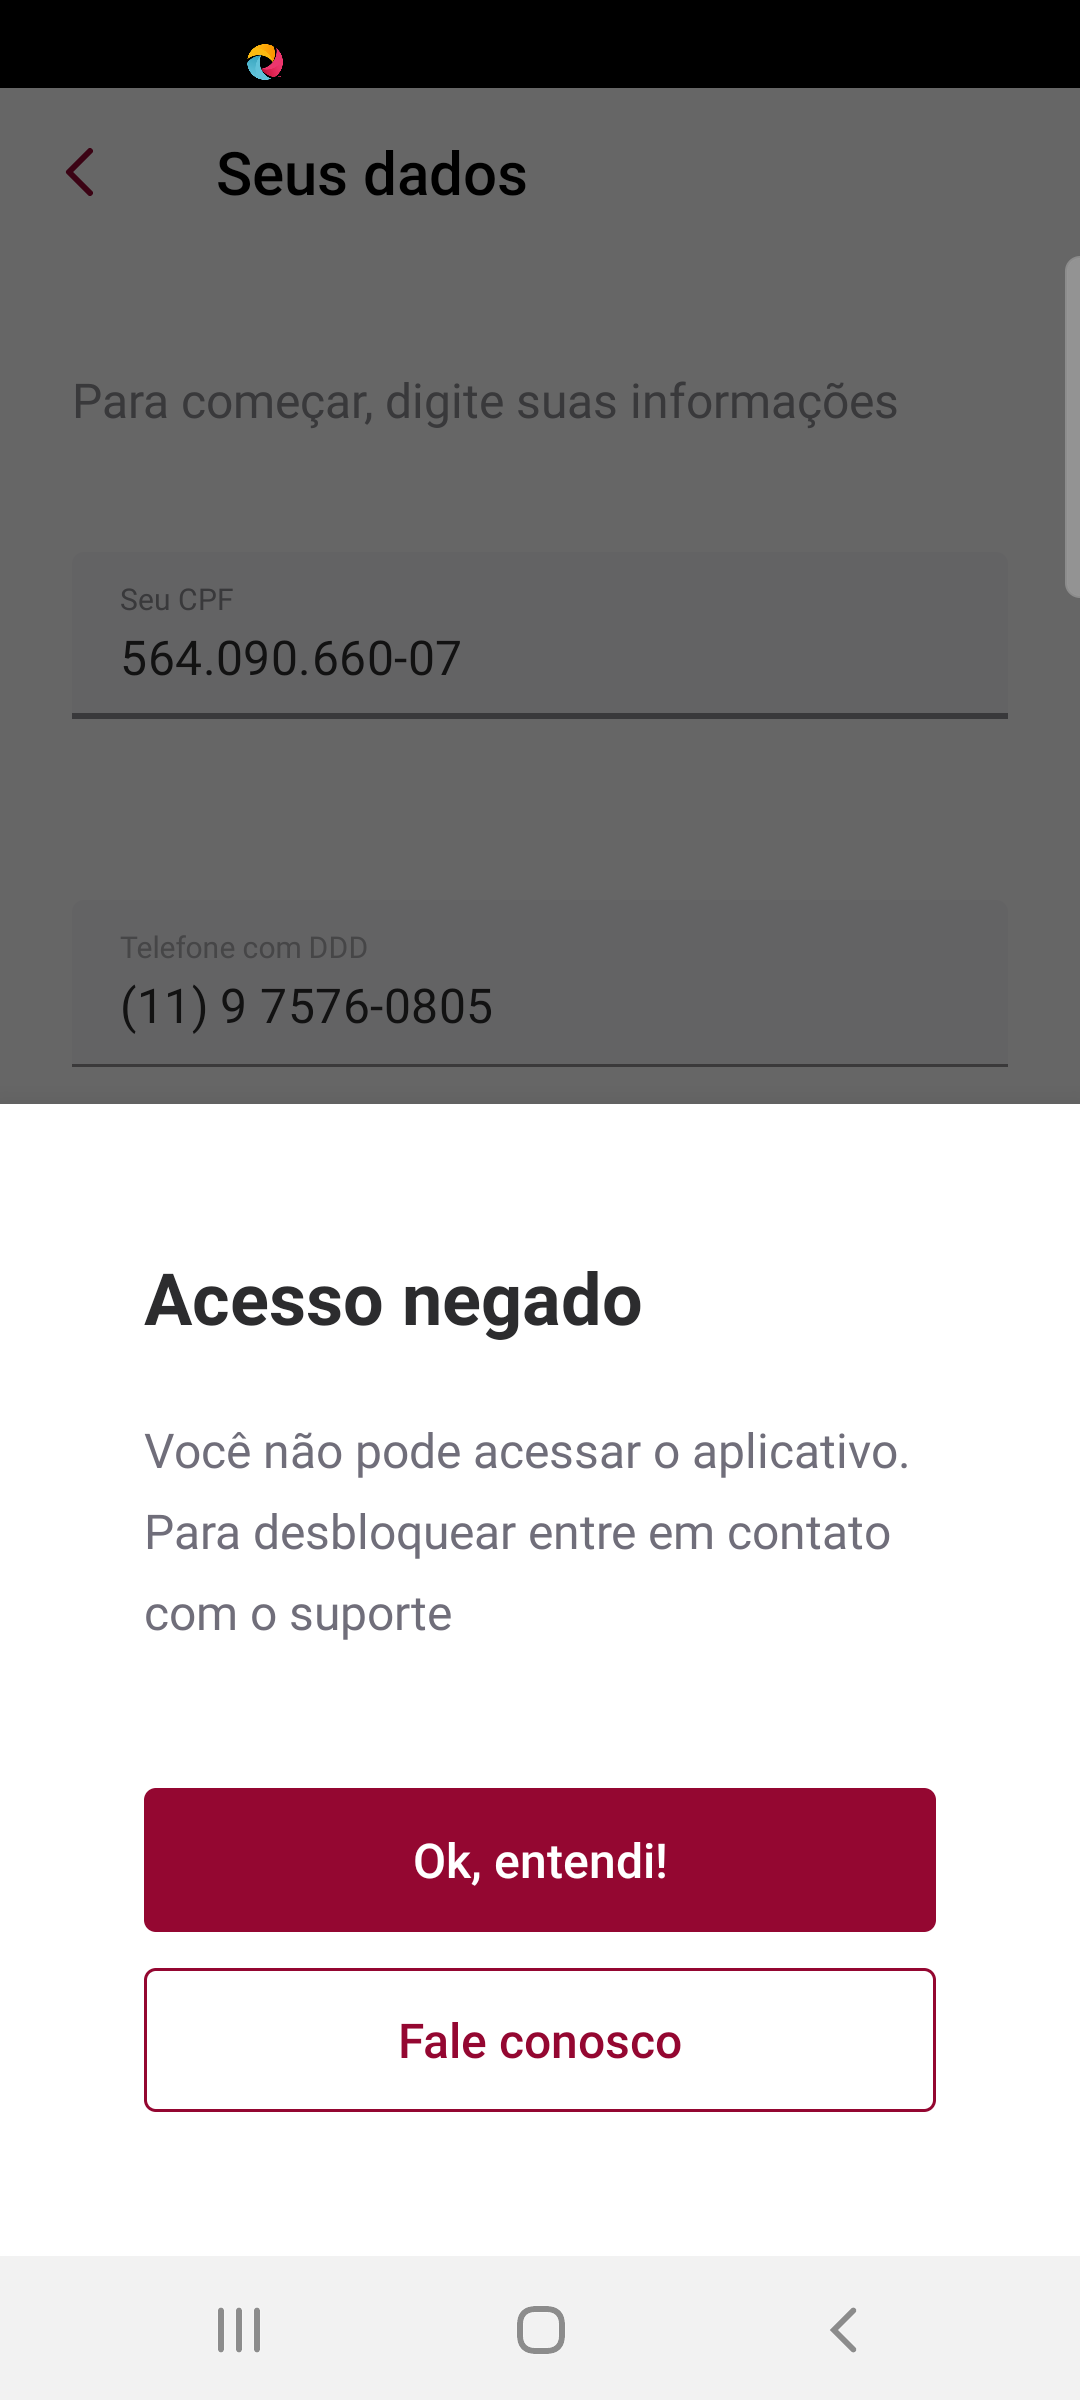 Seus dados
Para começar, digite suas informações
Seu CPF
564.090.660-07
Telefone com DDD
(11) 9 7576-0805
Acesso negado
Você não pode acessar o aplicativo.
Para desbloquear entre em contato
com o suporte
Ok, entendi!
Fale conosco